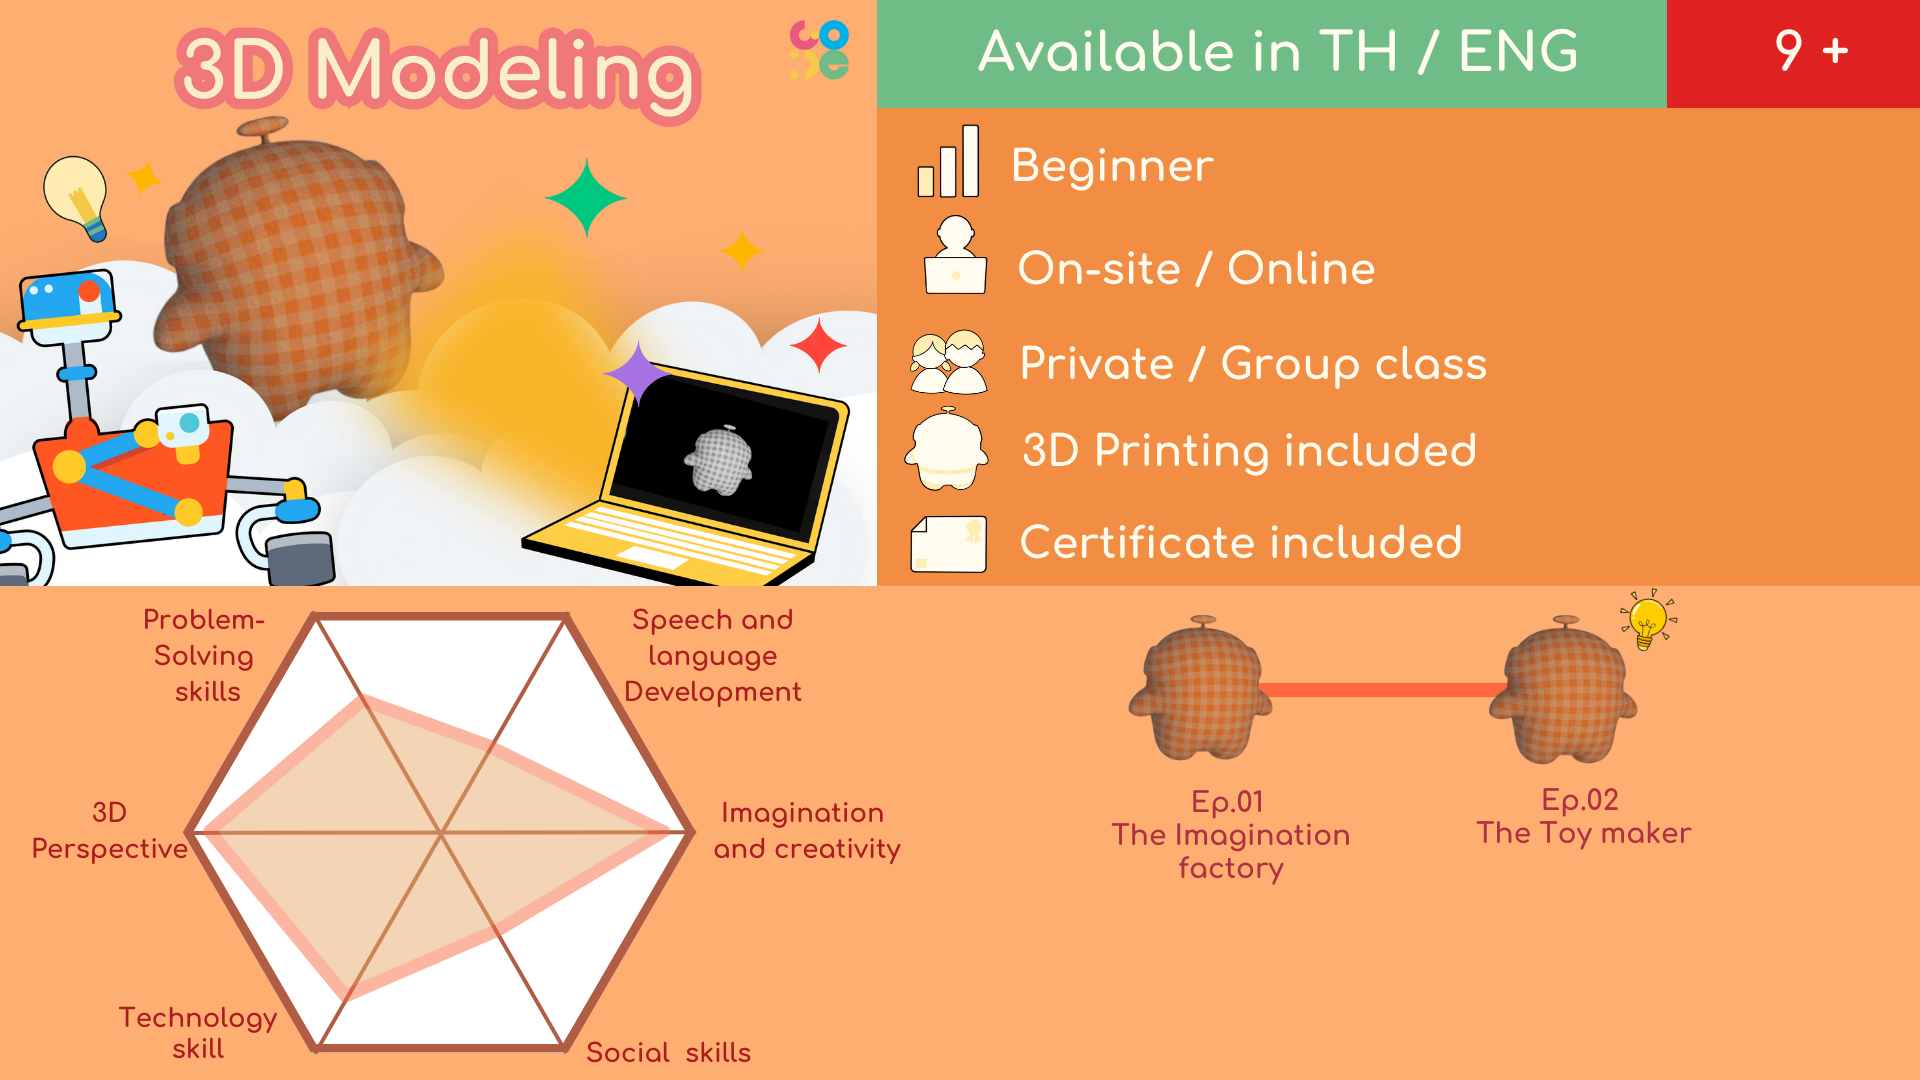 3D Modeling
CODE
Available in TH / ENG
9 +
Beginner
On-site / Online
Private / Group class
3D Printing included
Certificate included
Problem-
Solving
skills
Speech and
language
Development
3D
Perspective
Imagination
and creativity
Technology
skill
Social skills
Ep.01
The Imagination
factory
Ep.02
The Toy maker